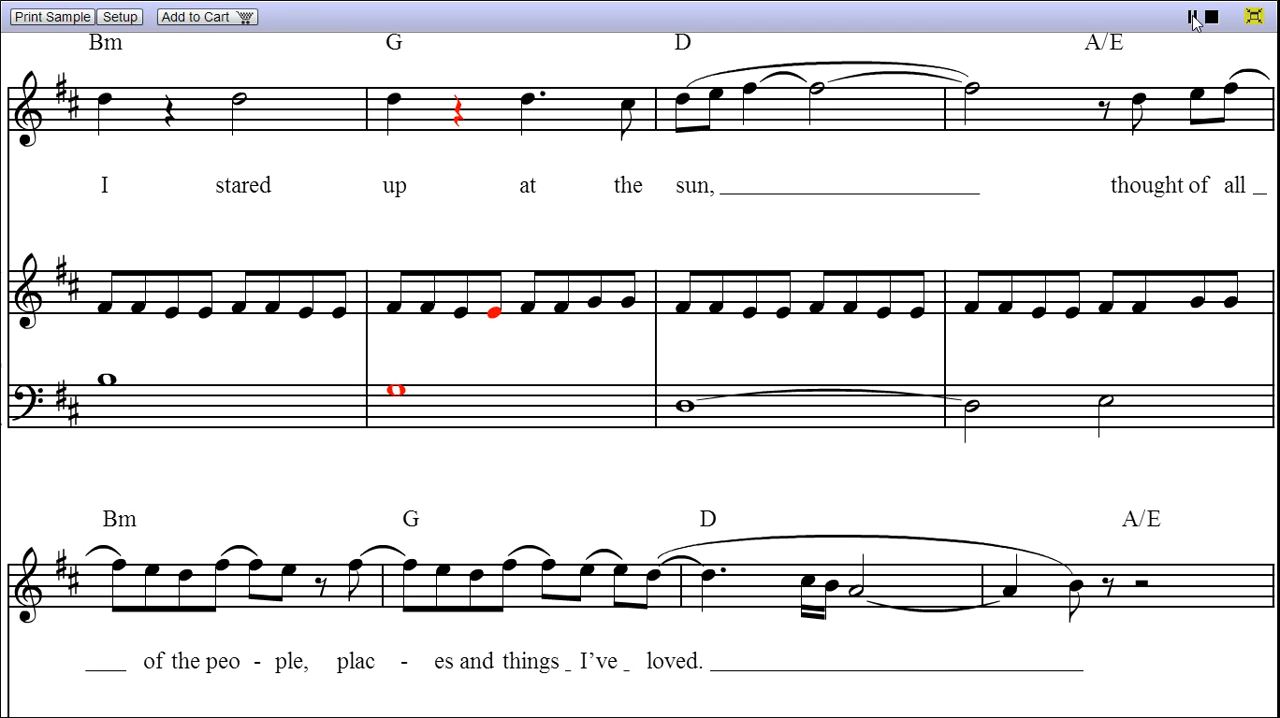 Print Sample Setup Add to Cart
Bm G D A/E
I stared up at the sun, thought of all
Bm G D A/E
of the peo - ple, plac - es and things I've loved.